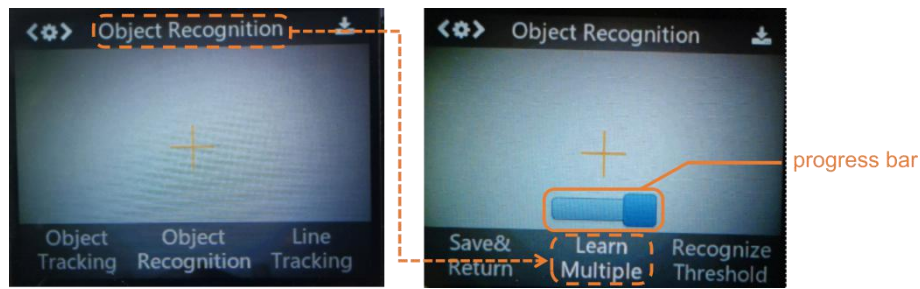 Object Recognition
Object Object Line
Tracking Recognition Tracking
Object Recognition
progress bar
Save& Learn Recognize
Return Multiple Threshold